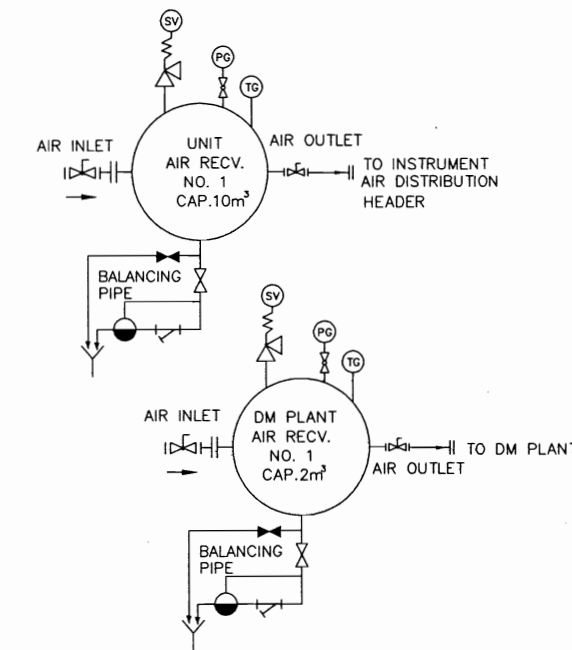 SV
PG
TG
AIR INLET
UNIT
AIR RECV.
NO. 1
CAP.10m³
AIR OUTLET
TO INSTRUMENT
AIR DISTRIBUTION
HEADER
BALANCING
PIPE
SV
PG
TG
AIR INLET
DM PLANT
AIR RECV.
NO. 1
CAP.2m³
AIR OUTLET
TO DM PLANT
BALANCING
PIPE